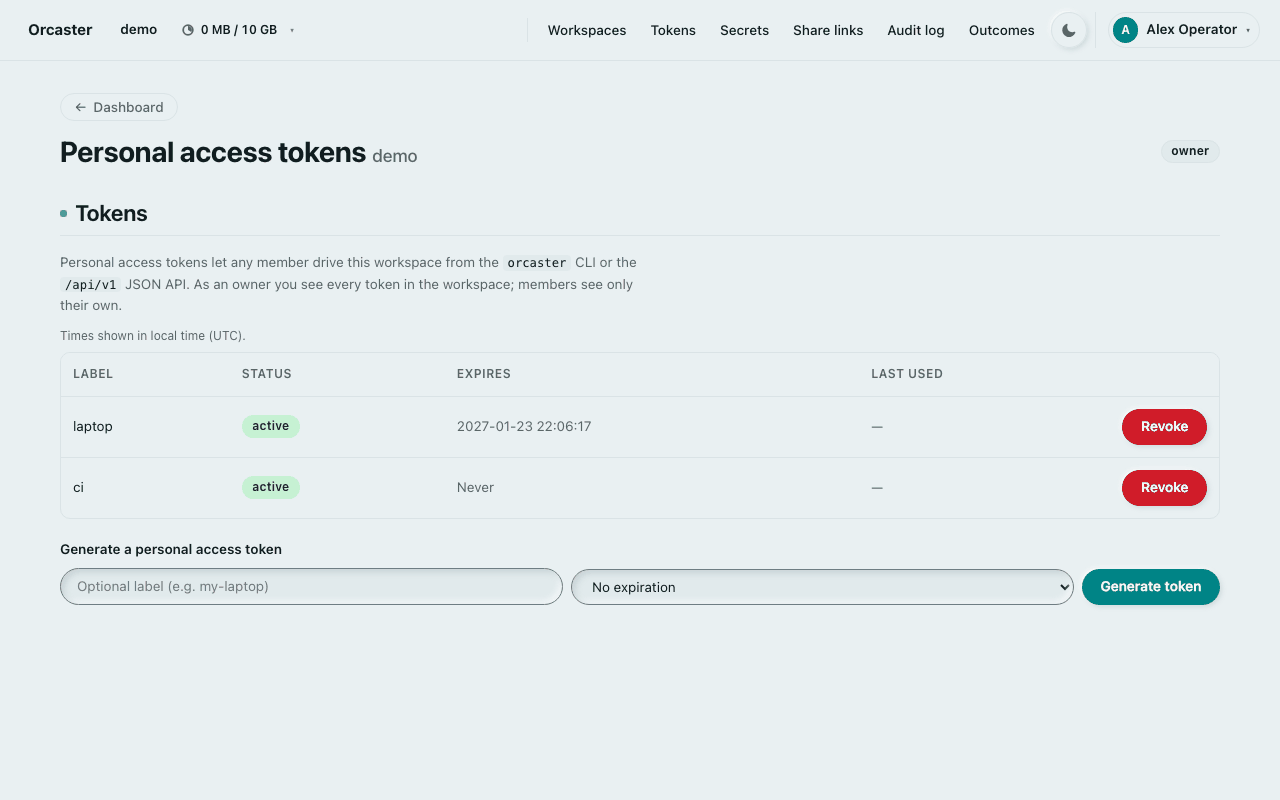 Orcaster demo 0 MB / 10 GB Workspaces Tokens Secrets Share links Audit log Outcomes A Alex Operator
← Dashboard
Personal access tokens demo owner
Tokens
Personal access tokens let any member drive this workspace from the orcaster CLI or the
/api/v1 JSON API. As an owner you see every token in the workspace; members see only
their own.
Times shown in local time (UTC).
LABEL STATUS EXPIRES LAST USED
laptop active 2027-01-23 22:06:17 — Revoke
ci active Never — Revoke
Generate a personal access token
Optional label (e.g. my-laptop) No expiration Generate token